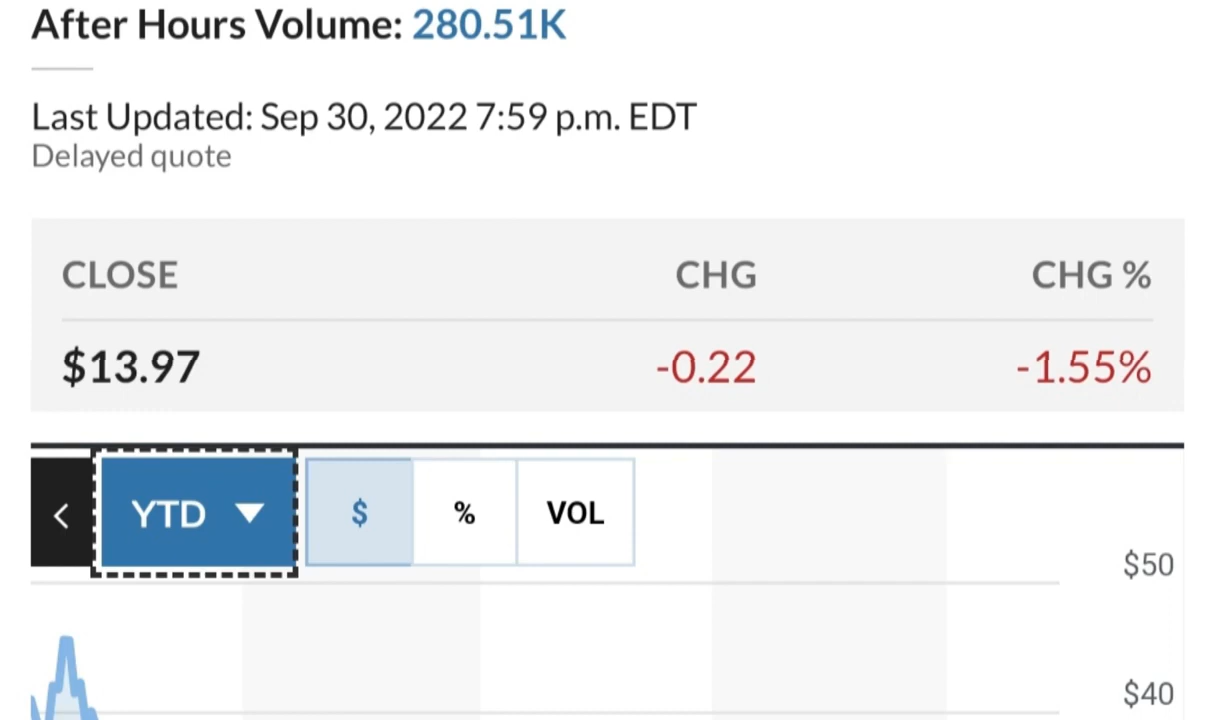 After Hours Volume: 280.51K
Last Updated: Sep 30, 2022 7:59 p.m. EDT
Delayed quote
CLOSE CHG CHG %
$13.97 -0.22 -1.55%
YTD $ % VOL
$50
$40